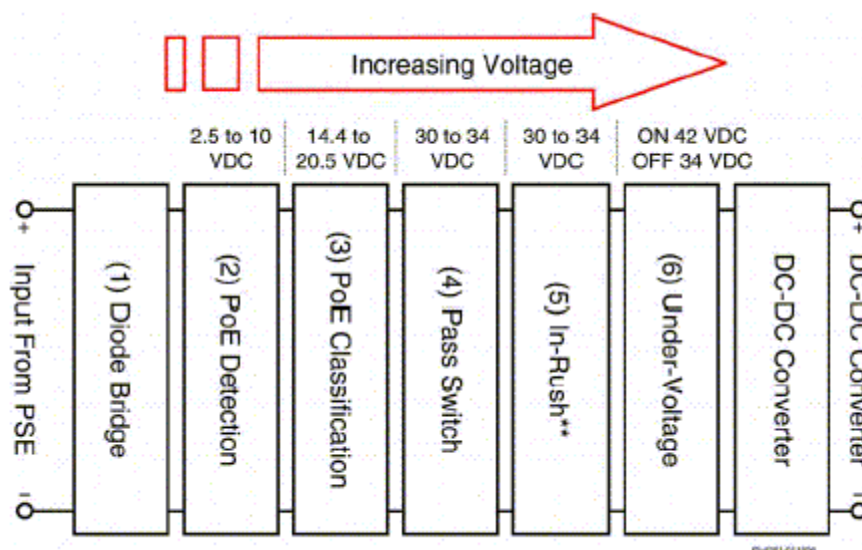 Increasing Voltage
2.5 to 10
VDC
14.4 to
20.5 VDC
30 to 34
VDC
30 to 34
VDC
ON 42 VDC
OFF 34 VDC
+
Input From PSE
-
(1) Diode Bridge
(2) PoE Detection
(3) PoE Classification
(4) Pass Switch
(5) In-Rush**
(6) Under-Voltage
DC-DC Converter
+
DC-DC Converter
-